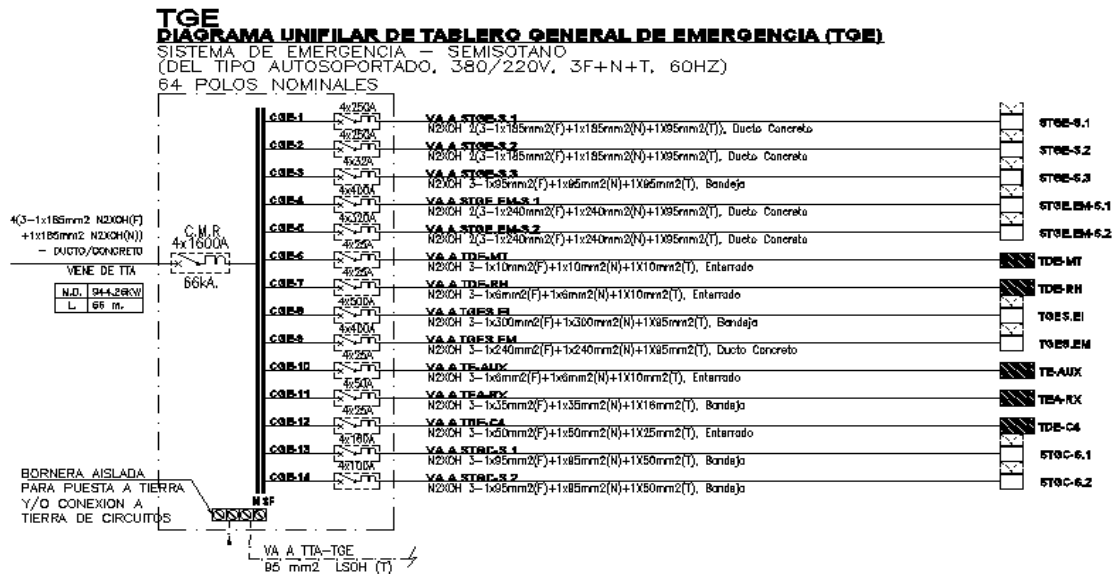 TGE
DIAGRAMA UNIFILAR DE TABLERO GENERAL DE EMERGENCIA (TGE)
SISTEMA DE EMERGENCIA – SEMISOTANO
(DEL TIPO AUTOSOPORTADO, 380/220V, 3F+N+T, 60HZ)
64 POLOS NOMINALES
4(3–1x185mm2 N2XOH(F)
+1x185mm2 N2XOH(N))
– DUCTO/CONCRETO
VIENE DE TTA
M.D. 944.26KW
L 65 m.
C.M.R
4x1600A
66kA.
CGE-1 4x250A VA A STGE-S.1 STGE-S.1
N2XOH 2(3–1x185mm2(F)+1x185mm2(N)+1X95mm2(T)), Ducto Concreto
CGE-2 4x250A VA A STGE-S.2 STGE-S.2
N2XOH 2(3–1x185mm2(F)+1x185mm2(N)+1X95mm2(T), Ducto Concreto
CGE-3 4x32A VA A STGE-S.3 STGE-S.3
N2XOH 3–1x95mm2(F)+1x95mm2(N)+1X95mm2(T), Bandeja
CGE-4 4x400A VA A STGE.EM-S.1 STGE.EM-S.1
N2XOH 2(3–1x240mm2(F)+1x240mm2(N)+1X95mm2(T), Ducto Concreto
CGE-5 4x320A VA A STGE.EM-S.2 STGE.EM-S.2
N2XOH 2(3–1x240mm2(F)+1x240mm2(N)+1X95mm2(T), Ducto Concreto
CGE-6 4x25A VA A TDE-MT TDE-MT
N2XOH 3–1x10mm2(F)+1x10mm2(N)+1X10mm2(T), Enterrado
CGE-7 4x25A VA A TDE-RH TDE-RH
N2XOH 3–1x6mm2(F)+1x6mm2(N)+1X10mm2(T), Enterrado
CGE-8 4x500A VA A TGES.EI TGES.EI
N2XOH 3–1x300mm2(F)+1x300mm2(N)+1X95mm2(T), Bandeja
CGE-9 4x400A VA A TGES.EM TGES.EM
N2XOH 3–1x240mm2(F)+1x240mm2(N)+1X95mm2(T), Ducto Concreto
CGE-10 4x25A VA A TE-AUX TE-AUX
N2XOH 3–1x6mm2(F)+1x6mm2(N)+1X10mm2(T), Enterrado
CGE-11 4x50A VA A TEA-RX TEA-RX
N2XOH 3–1x35mm2(F)+1x35mm2(N)+1X16mm2(T), Bandeja
CGE-12 4x25A VA A TDE-C4 TDE-C4
N2XOH 3–1x50mm2(F)+1x50mm2(N)+1X25mm2(T), Enterrado
CGE-13 4x160A VA A STGC-S.1 STGC-S.1
N2XOH 3–1x95mm2(F)+1x95mm2(N)+1X50mm2(T), Bandeja
CGE-14 4x100A VA A STGC-S.2 STGC-S.2
N2XOH 3–1x95mm2(F)+1x95mm2(N)+1X50mm2(T), Bandeja
BORNERA AISLADA
PARA PUESTA A TIERRA
Y/O CONEXION A
TIERRA DE CIRCUITOS
VA A TTA–TGE
95 mm2 LSOH (T)